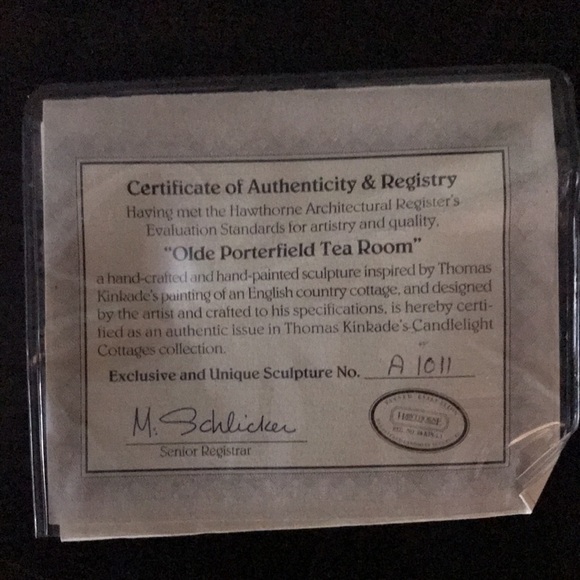 Certificate of Authenticity & Registry
Having met the Hawthorne Architectural Register's
Evaluation Standards for artistry and quality,
"Olde Porterfield Tea Room"
a hand-crafted and hand-painted sculpture inspired by Thomas
Kinkade's painting of an English country cottage, and designed
by the artist and crafted to his specifications, is hereby certi-
fied as an authentic issue in Thomas Kinkade's Candlelight
Cottages collection.
Exclusive and Unique Sculpture No. A 1011
M. Schlicker
Senior Registrar